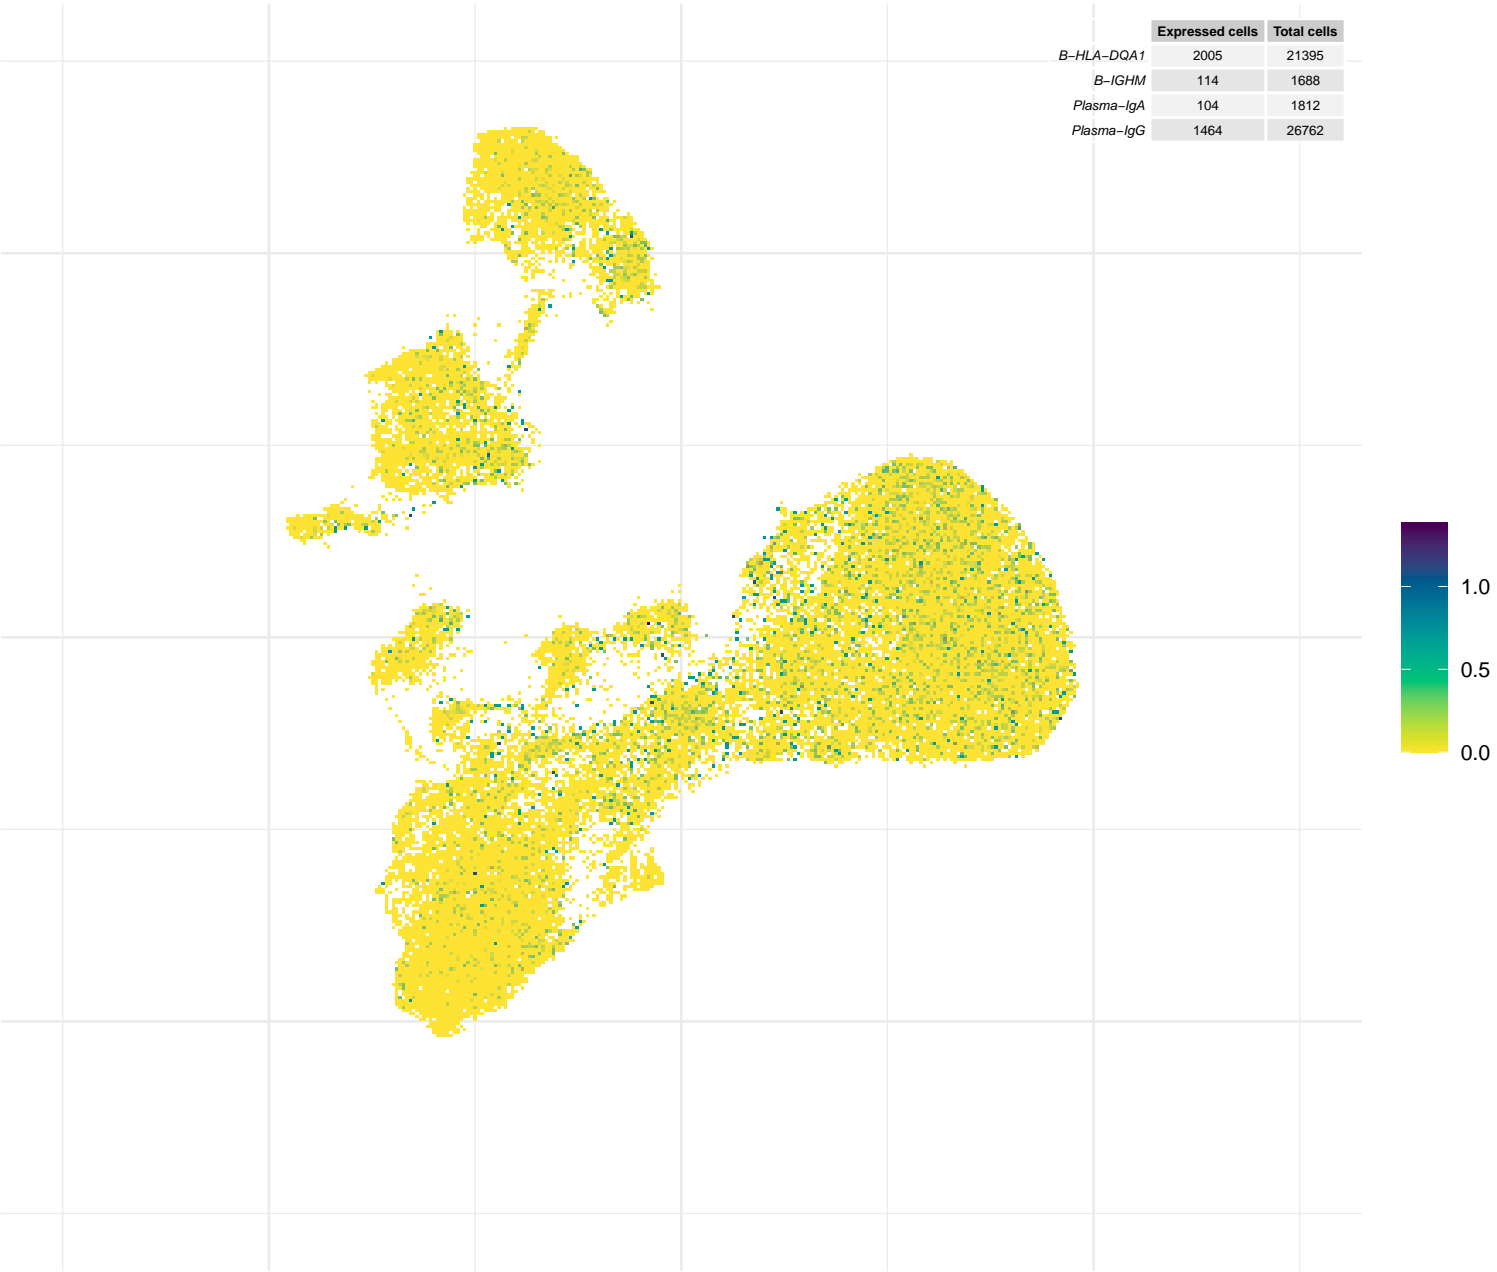 Expressed cells Total cells
B−HLA−DQA1 2005 21395
B−IGHM 114 1688
Plasma−IgA 104 1812
Plasma−IgG 1464 26762
1.0
0.5
0.0